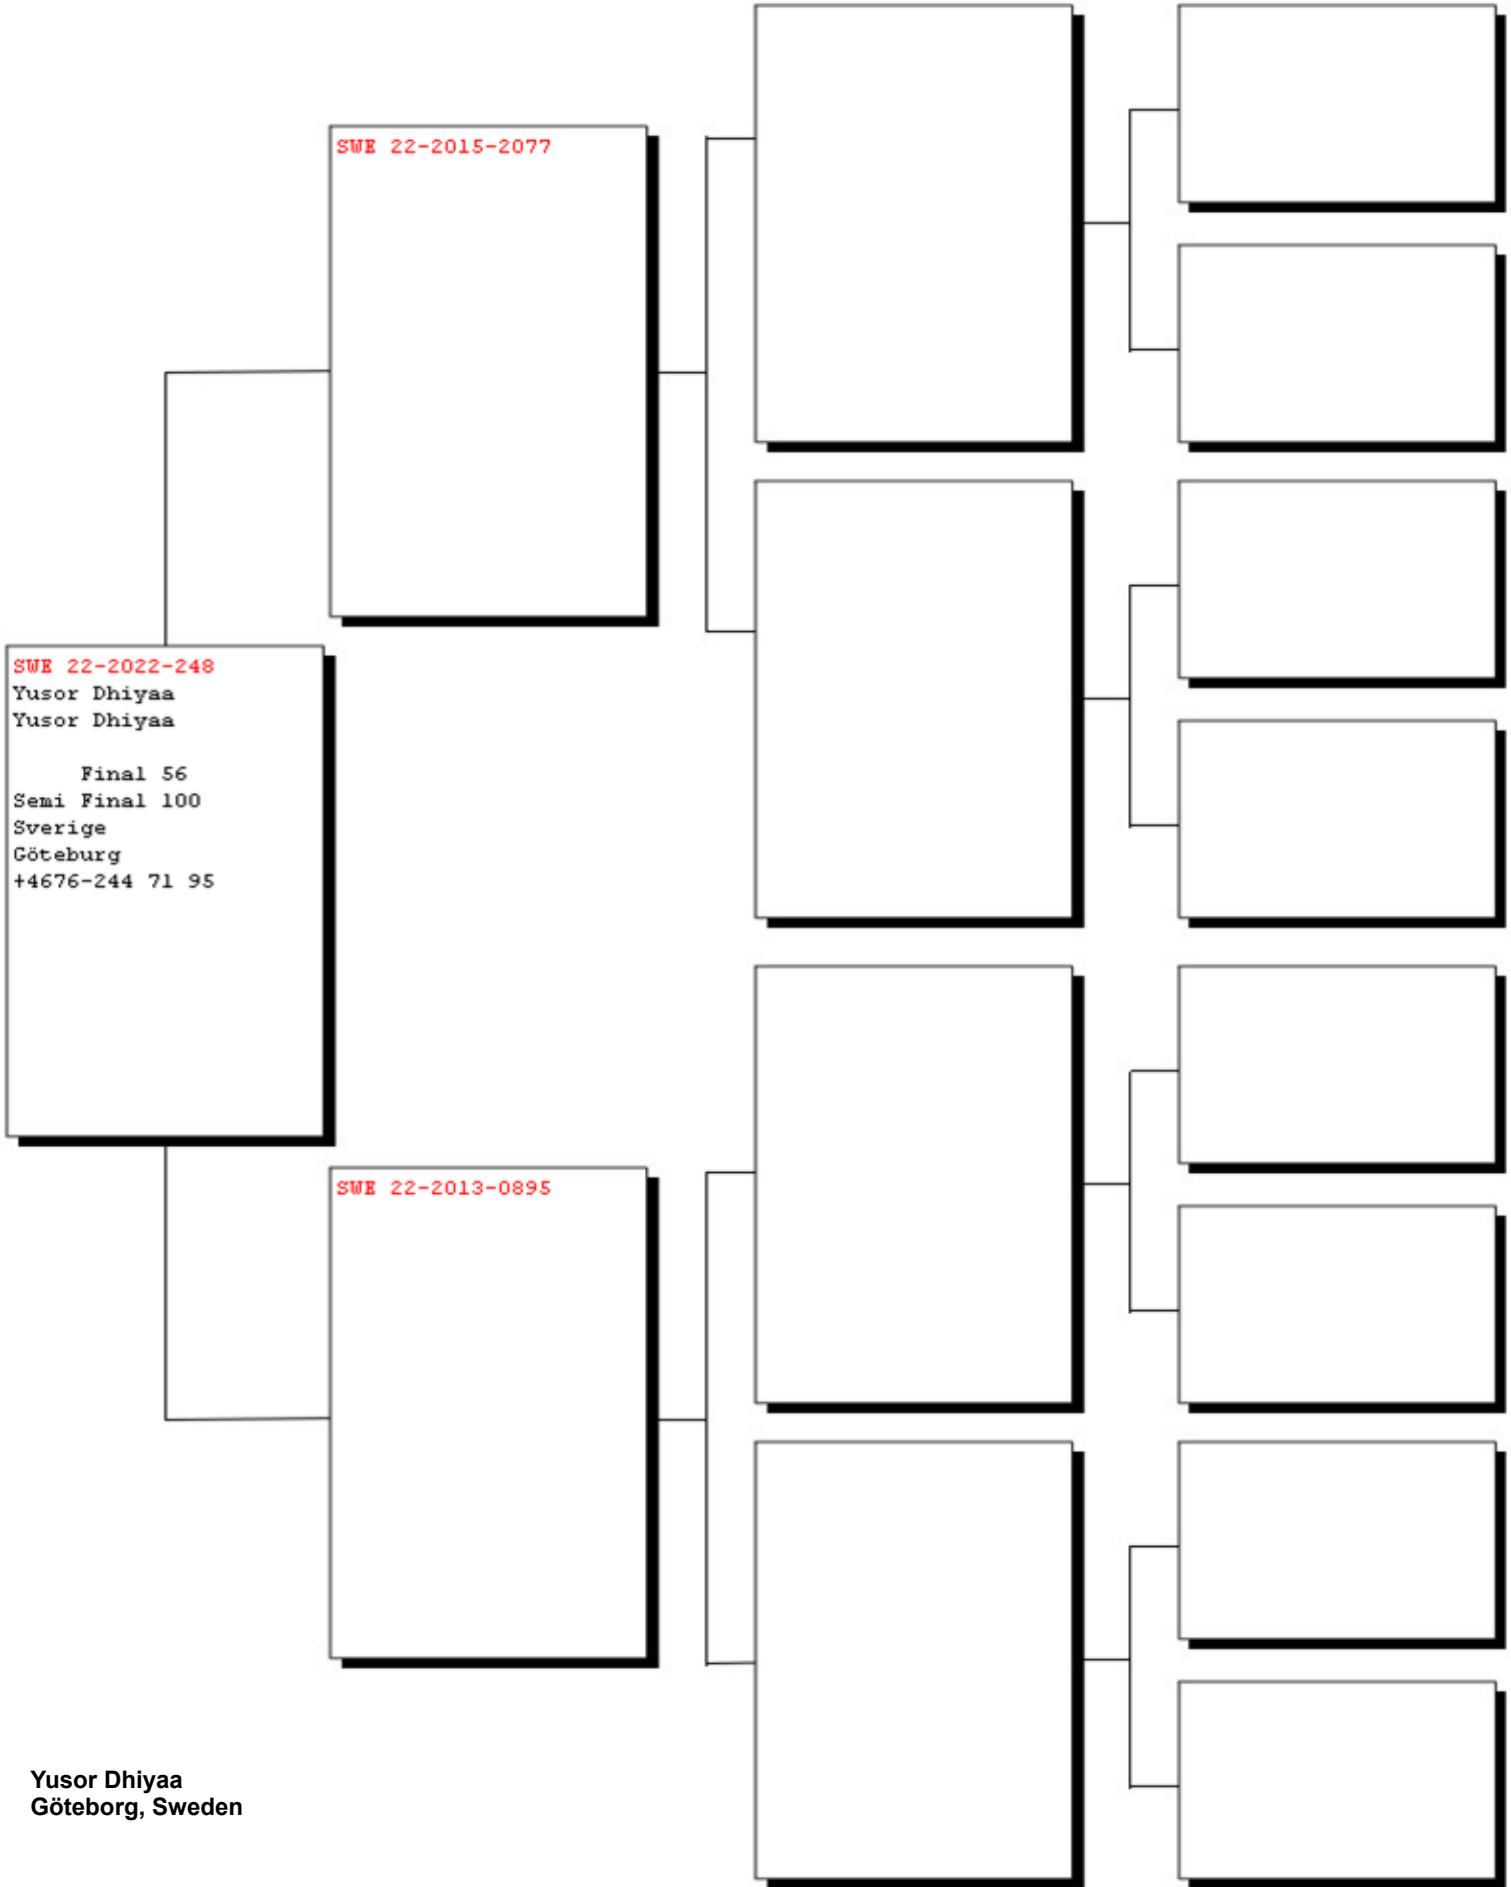 SWE 22-2015-2077
SWE 22-2022-248
Yusor Dhiyaa
Yusor Dhiyaa
Final 56
Semi Final 100
Sverige
Göteburg
+4676-244 71 95
SWE 22-2013-0895
Yusor Dhiyaa
Göteborg, Sweden